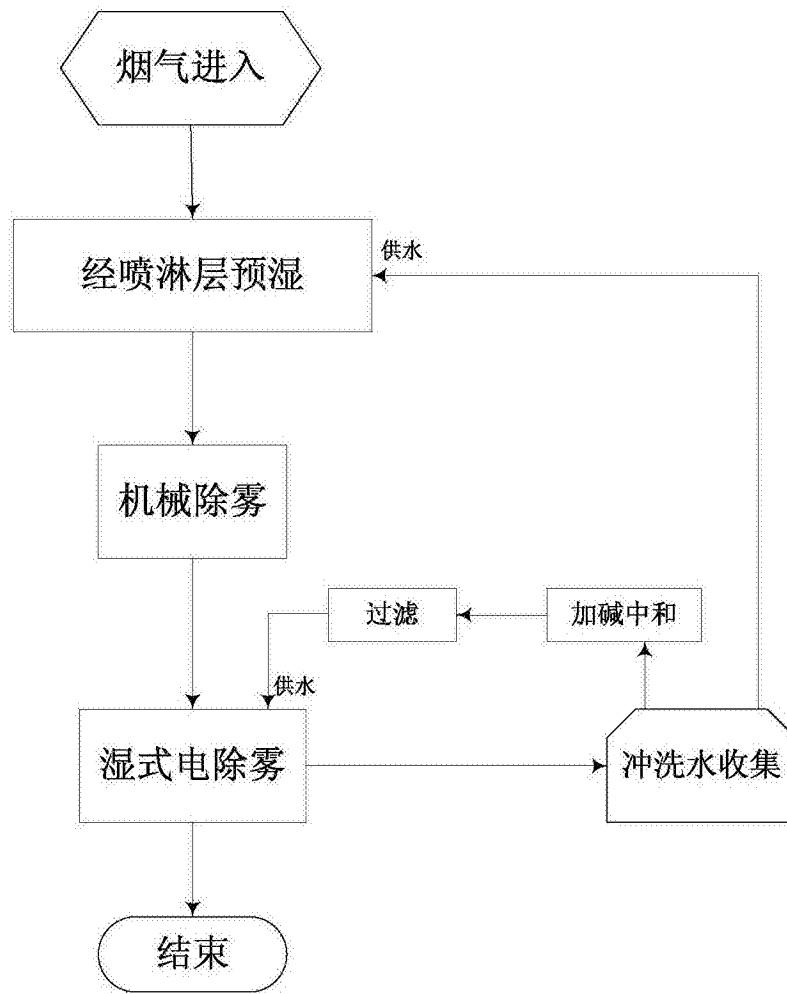 烟气进入
供水
经喷淋层预湿
机械除雾
过滤
加碱中和
供水
湿式电除雾
冲洗水收集
结束